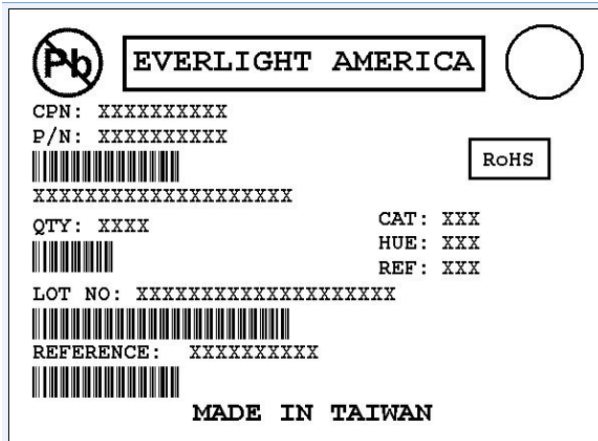 Pb
EVERLIGHT AMERICA
CPN: XXXXXXXXXX
P/N: XXXXXXXXXX
RoHS
XXXXXXXXXXXXXXXXXXXX
QTY: XXXX
CAT: XXX
HUE: XXX
REF: XXX
LOT NO: XXXXXXXXXXXXXXXXXXXX
REFERENCE: XXXXXXXXXX
MADE IN TAIWAN